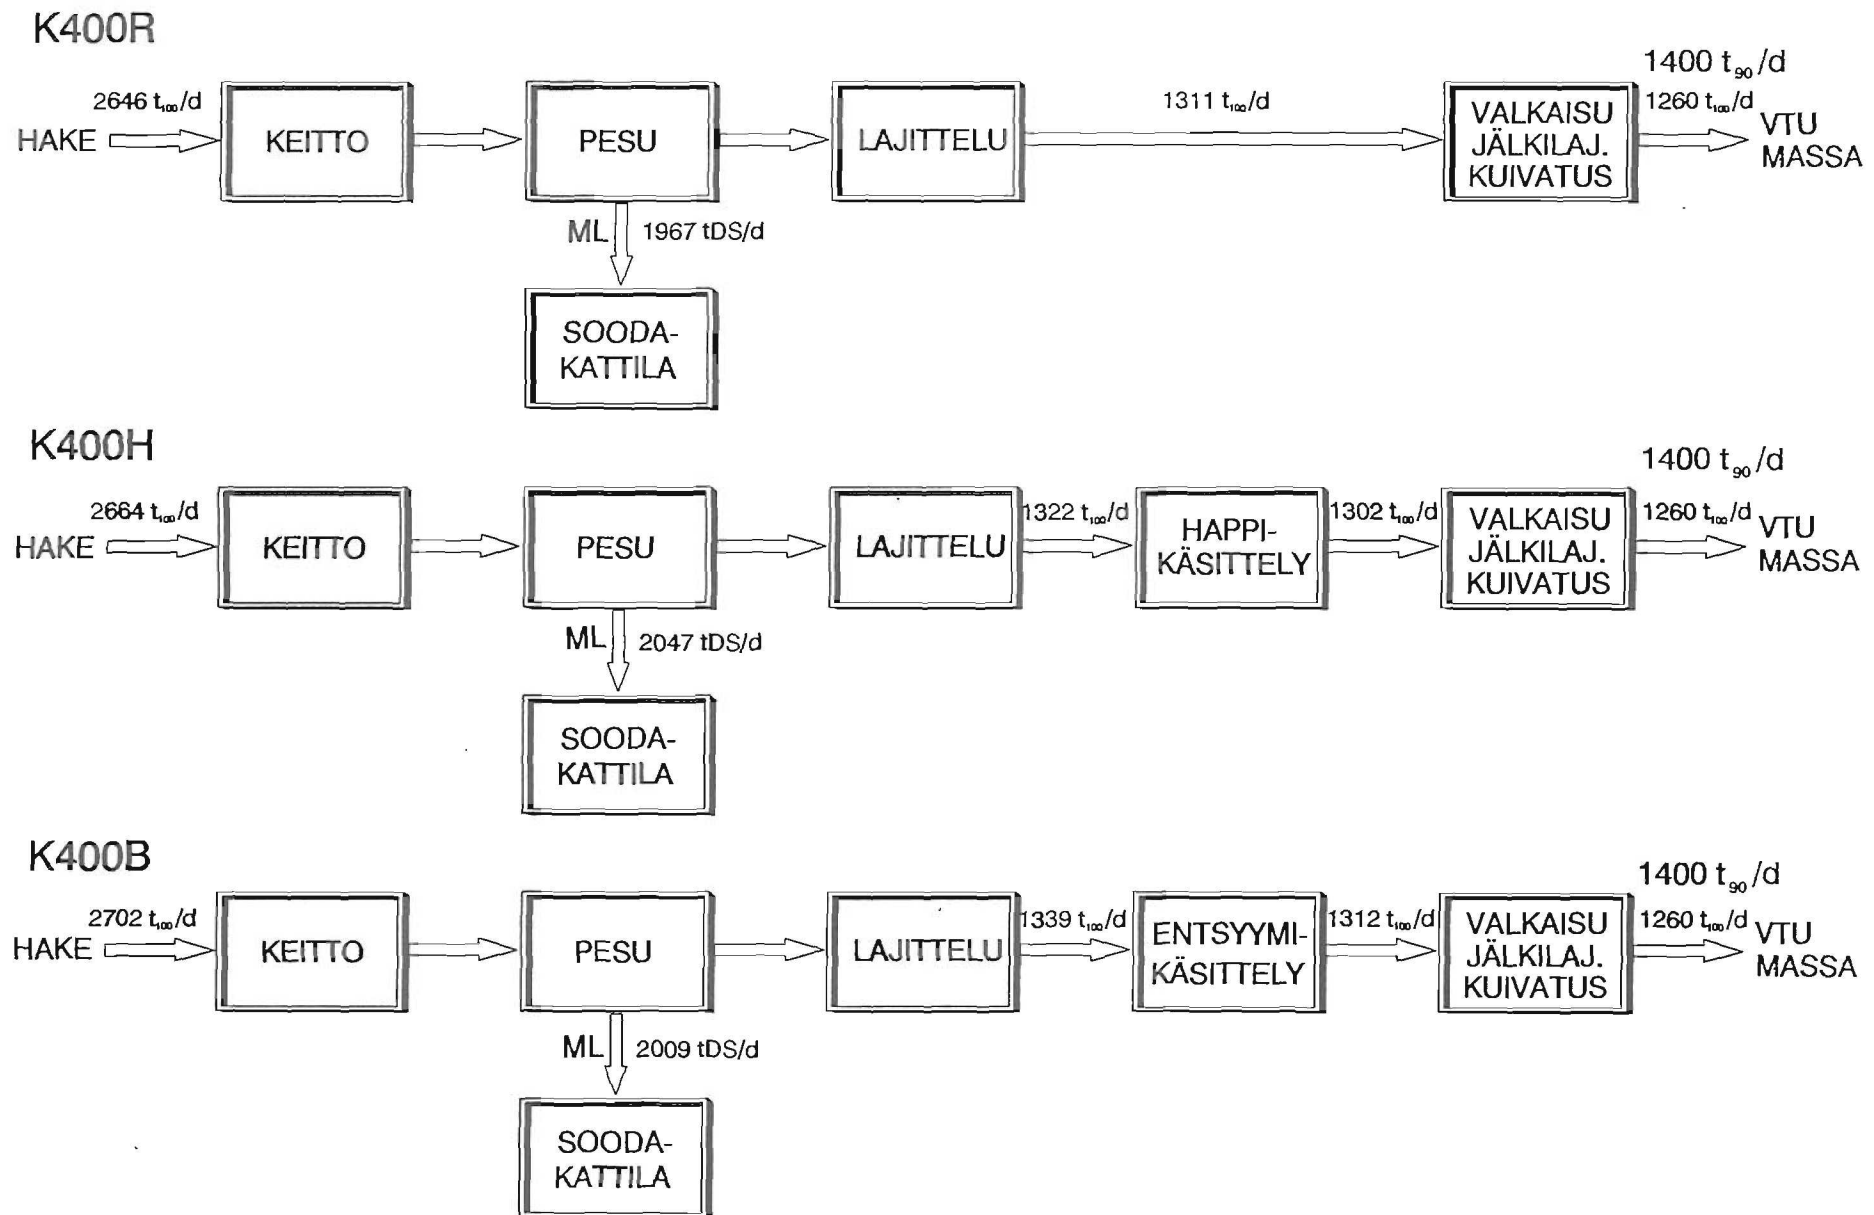 K400R
1400 t₉₀/d
2646 t₁₀₀/d
1311 t₁₀₀/d
1260 t₁₀₀/d
HAKE
KEITTO
PESU
LAJITTELU
VALKAISU
JÄLKILAJ.
KUIVATUS
VTU
MASSA
ML
1967 tDS/d
SOODA-
KATTILA
K400H
1400 t₉₀/d
2664 t₁₀₀/d
1322 t₁₀₀/d
1302 t₁₀₀/d
1260 t₁₀₀/d
HAKE
KEITTO
PESU
LAJITTELU
HAPPI-
KÄSITTELY
VALKAISU
JÄLKILAJ.
KUIVATUS
VTU
MASSA
ML
2047 tDS/d
SOODA-
KATTILA
K400B
1400 t₉₀/d
2702 t₁₀₀/d
1339 t₁₀₀/d
1312 t₁₀₀/d
1260 t₁₀₀/d
HAKE
KEITTO
PESU
LAJITTELU
ENTSYYMI-
KÄSITTELY
VALKAISU
JÄLKILAJ.
KUIVATUS
VTU
MASSA
ML
2009 tDS/d
SOODA-
KATTILA